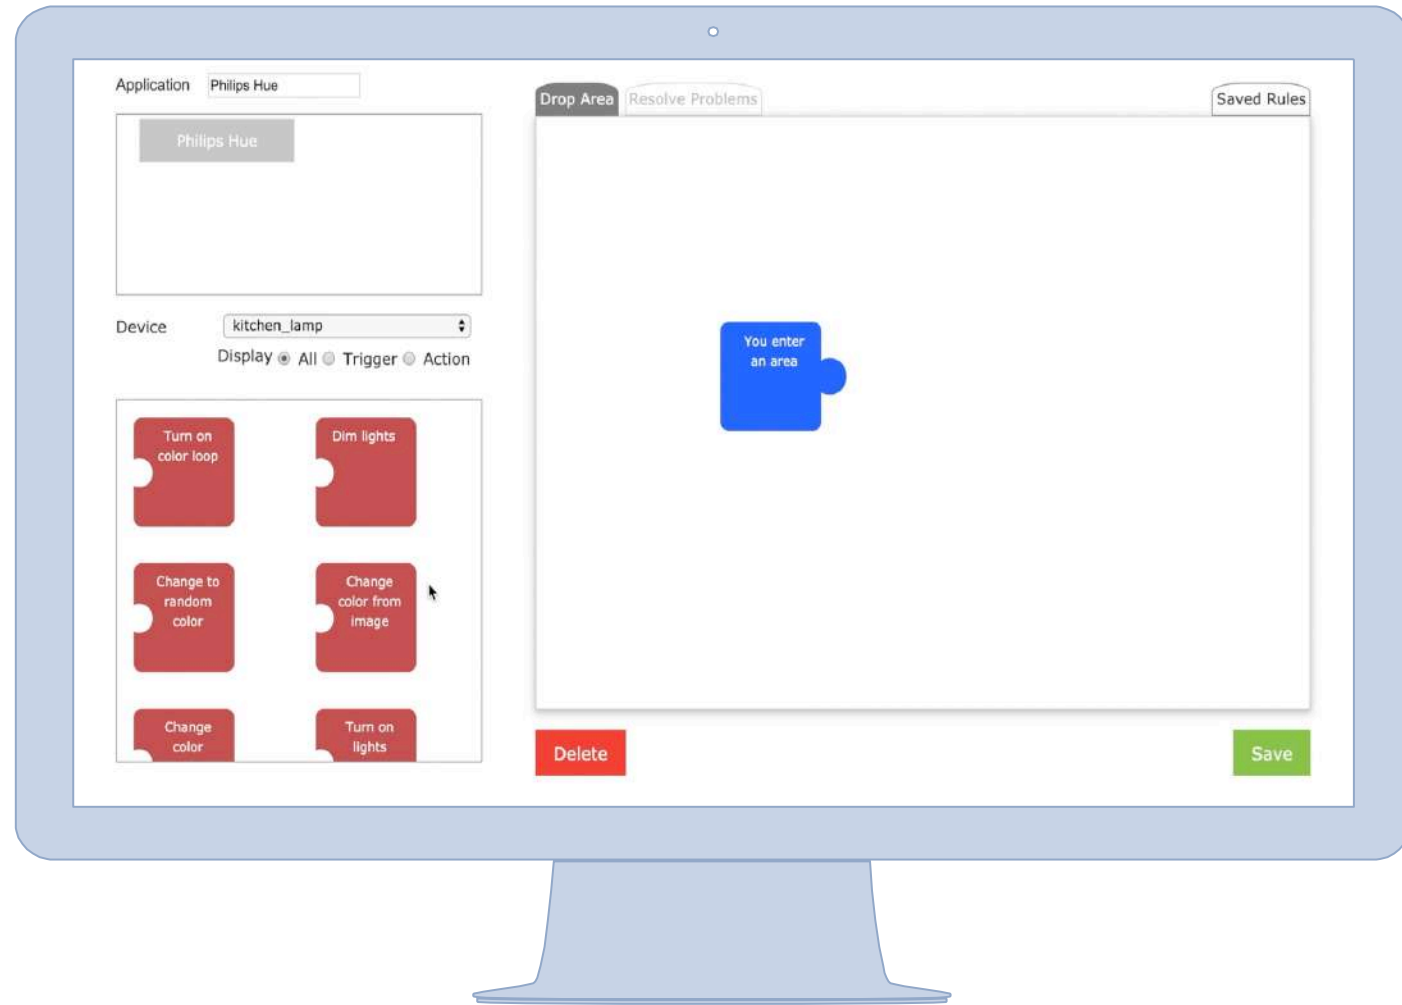 Application
Philips Hue
Philips Hue
Device
kitchen_lamp
Display All Trigger Action
Turn on
color loop
Dim lights
Change to
random
color
Change
color from
image
Change
color
Turn on
lights
Drop Area
Resolve Problems
Saved Rules
You enter
an area
Delete
Save